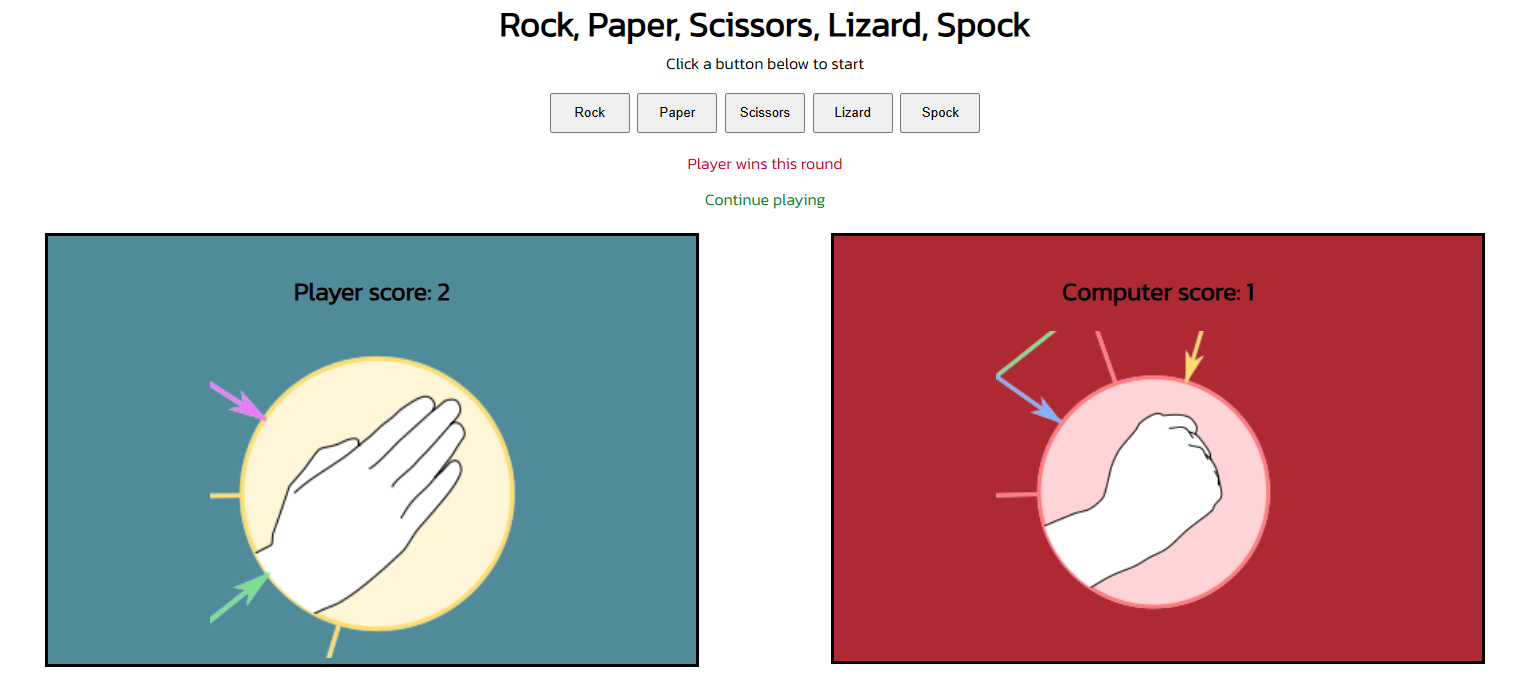 Rock, Paper, Scissors, Lizard, Spock
Click a button below to start
Rock Paper Scissors Lizard Spock
Player wins this round
Continue playing
Player score: 2
Computer score: 1